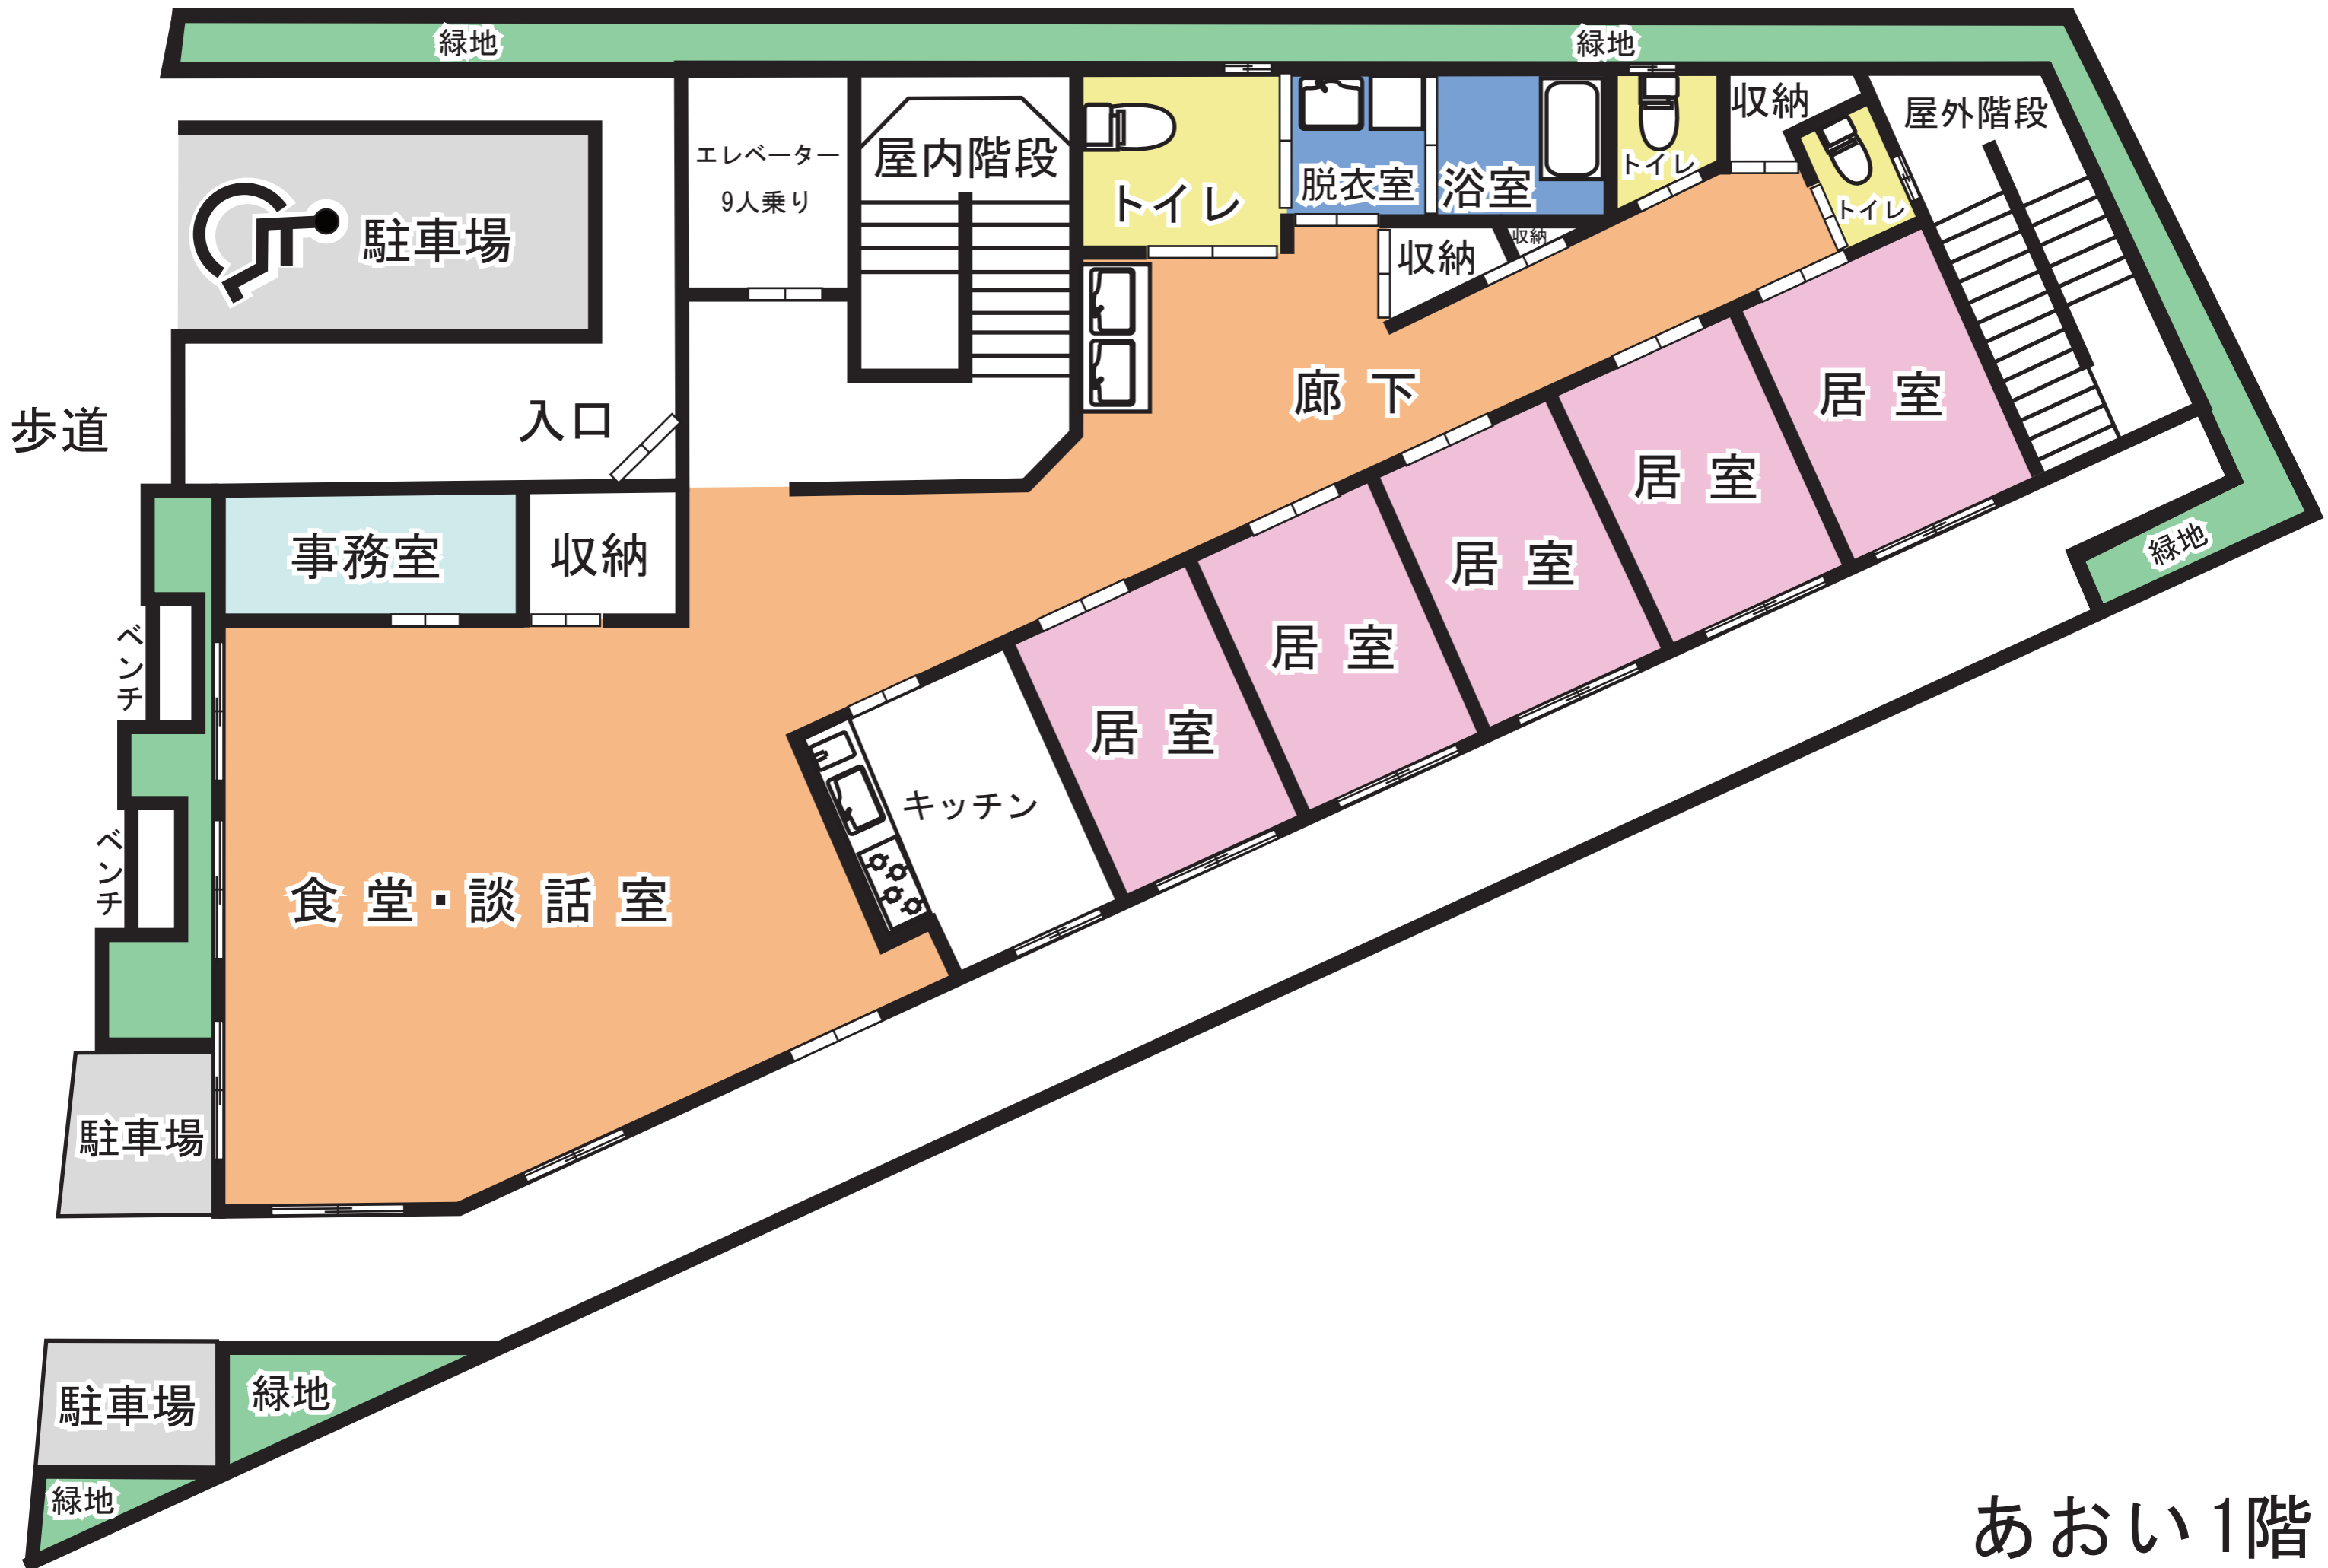 緑地
緑地
エレベーター
9人乗り
屋内階段
トイレ
脱衣室
浴室
トイレ
収納
トイレ
屋外階段
駐車場
収納
収納
廊下
歩道
入口
居室
居室
居室
居室
居室
緑地
事務室
収納
ベンチ
ベンチ
キッチン
食堂・談話室
駐車場
駐車場
緑地
緑地
あおい1階